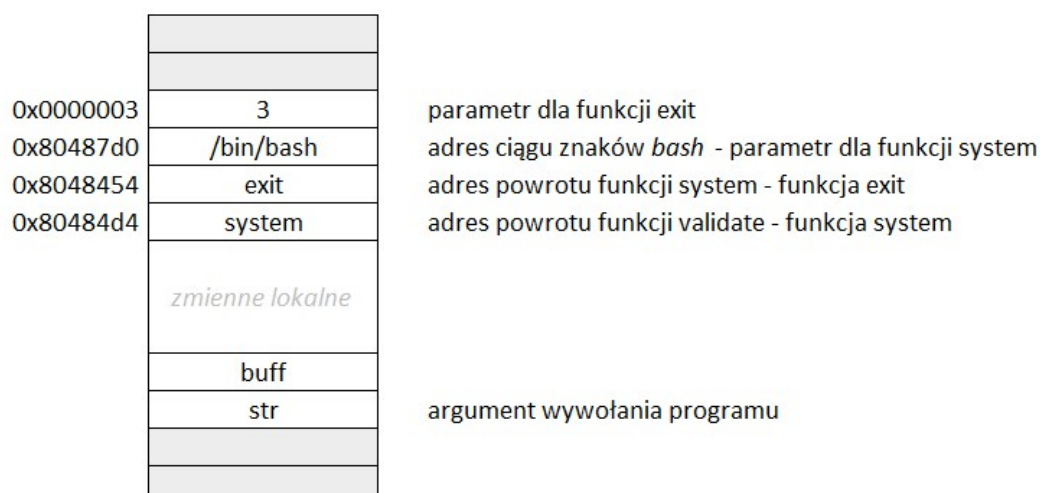 0x0000003 3 parametr dla funkcji exit
0x80487d0 /bin/bash adres ciągu znaków bash - parametr dla funkcji system
0x8048454 exit adres powrotu funkcji system - funkcja exit
0x80484d4 system adres powrotu funkcji validate - funkcja system
zmienne lokalne
buff
str argument wywołania programu